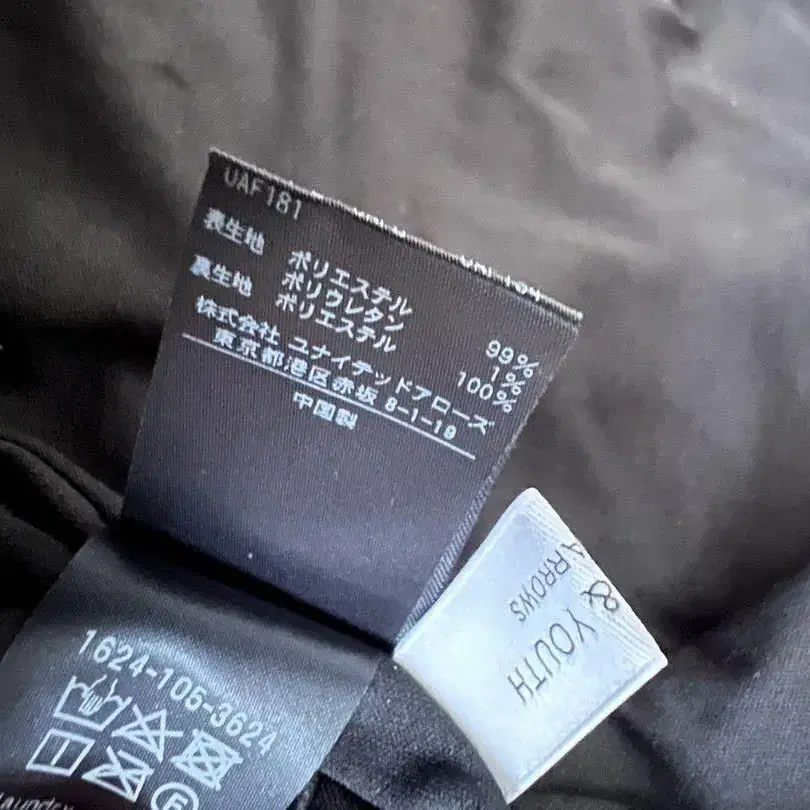 UAF181
表生地 ポリエステル 99%
ポリウレタン 1%
裏生地 ポリエステル 100%
株式会社 ユナイテッドアローズ
東京都港区赤坂 8-1-19
中国製
& YOUTH
ARROWS
1624-106-3624
F